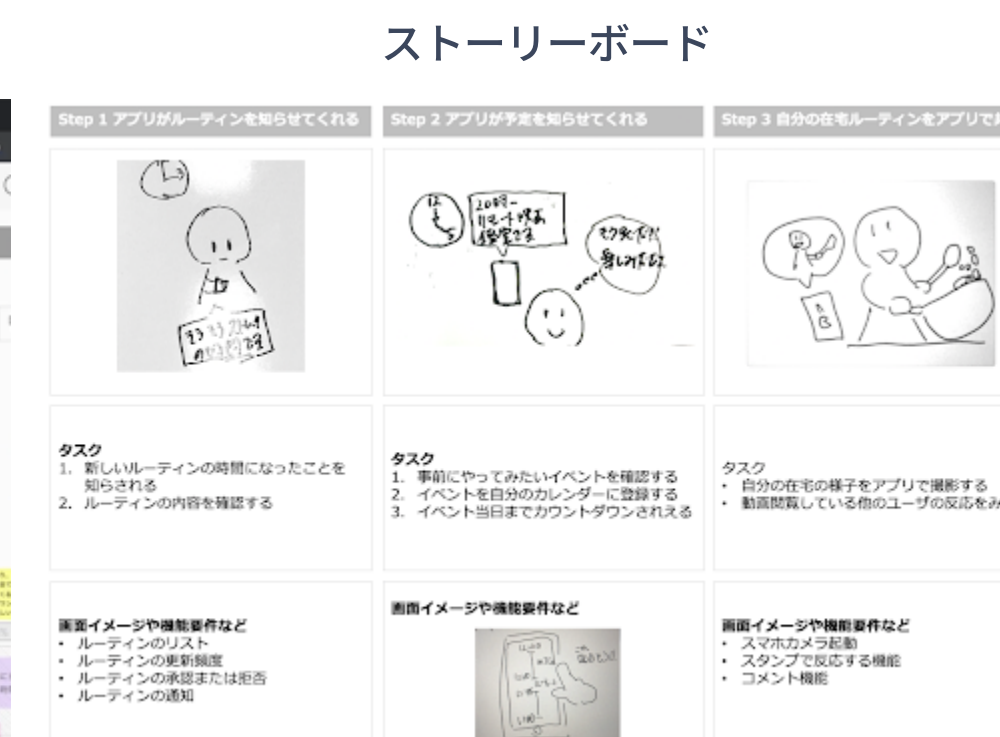 ストーリーボード
Step 1 アプリがルーティンを知らせてくれる
Step 2 アプリが予定を知らせてくれる
Step 3 自分の在宅ルーティンをアプリで
12
20時〜
リモート映画
鑑賞です
タスク
1. 新しいルーティンの時間になったことを
知らされる
2. ルーティンの内容を確認する
タスク
1. 事前にやってみたいイベントを確認する
2. イベントを自分のカレンダーに登録する
3. イベント当日までカウントダウンされえる
タスク
• 自分の在宅の様子をアプリで撮影する
• 動画閲覧している他のユーザの反応をみ
画面イメージや機能要件など
• ルーティンのリスト
• ルーティンの更新頻度
• ルーティンの承認または拒否
• ルーティンの通知
画面イメージや機能要件など
画面イメージや機能要件など
• スマホカメラ起動
• スタンプで反応する機能
• コメント機能